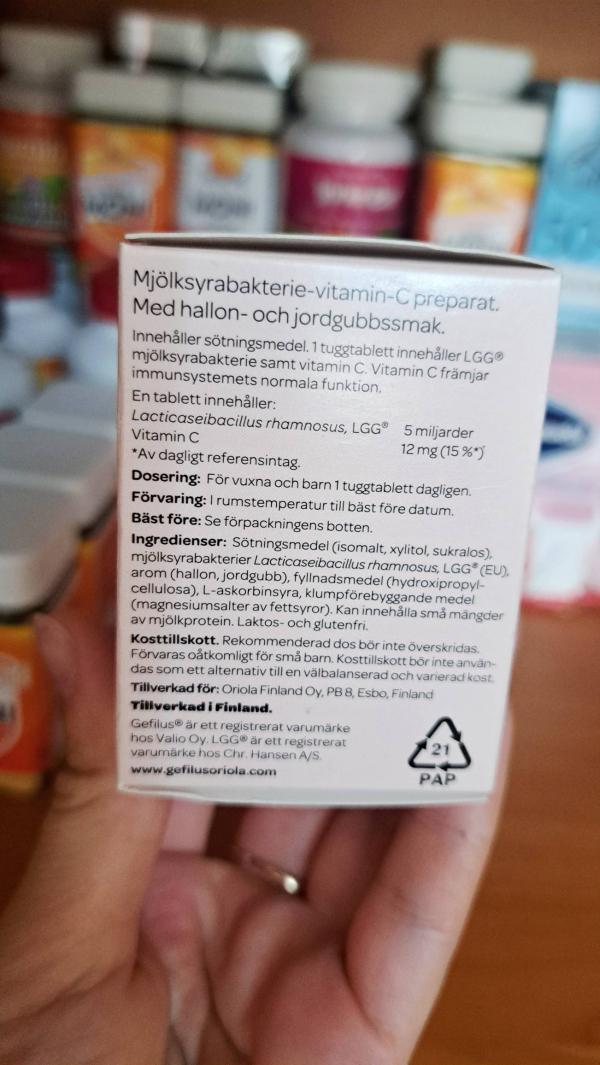 Mjölksyrabakterie-vitamin-C preparat.
Med hallon- och jordgubbssmak.
Innehåller sötningsmedel. 1 tuggtablett innehåller LGG®
mjölksyrabakterie samt vitamin C. Vitamin C främjar
immunsystemets normala funktion.
En tablett innehåller:
Lacticaseibacillus rhamnosus, LGG® 5 miljarder
Vitamin C 12 mg (15 %*)
*Av dagligt referensintag.
Dosering: För vuxna och barn 1 tuggtablett dagligen.
Förvaring: I rumstemperatur till bäst före datum.
Bäst före: Se förpackningens botten.
Ingredienser: Sötningsmedel (isomalt, xylitol, sukralos),
mjölksyrabakterier Lacticaseibacillus rhamnosus, LGG® (EU),
arom (hallon, jordgubb), fyllnadsmedel (hydroxipropyl-
cellulosa), L-askorbinsyra, klumpförebyggande medel
(magnesiumsalter av fettsyror). Kan innehålla små mängder
av mjölkprotein. Laktos- och glutenfri.
Kosttillskott. Rekommenderad dos bör inte överskridas.
Förvaras oåtkomligt för små barn. Kosttillskott bör inte använ-
das som ett alternativ till en välbalanserad och varierad kost.
Tillverkad för: Oriola Finland Oy, PB 8, Esbo, Finland
Tillverkad i Finland.
Gefilus® är ett registrerat varumärke
hos Valio Oy. LGG® är ett registrerat
varumärke hos Chr. Hansen A/S.
www.gefilusoriola.com
21
PAP